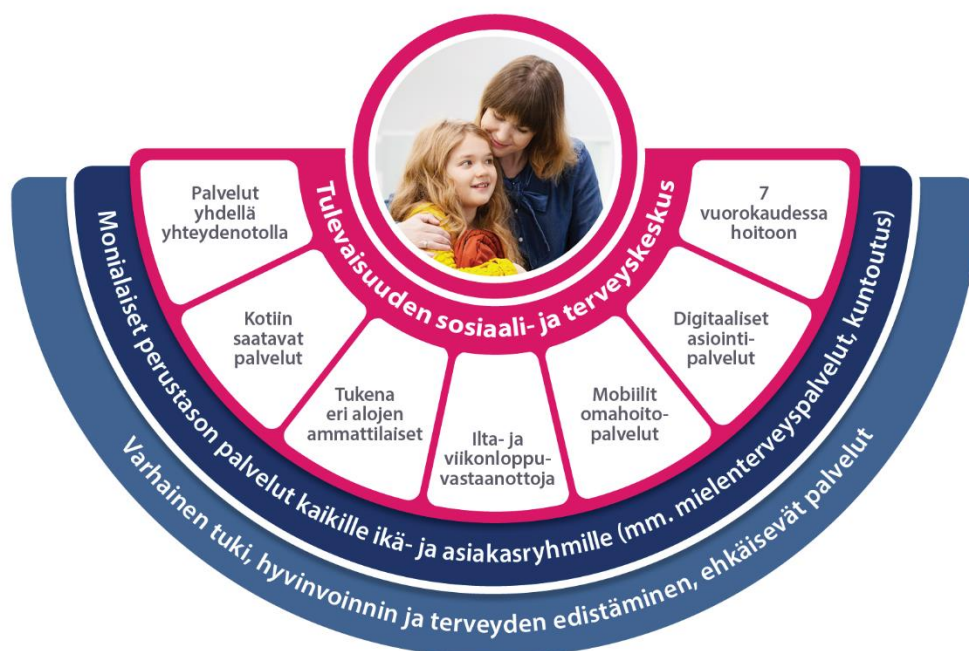 Tulevaisuuden sosiaali- ja terveyskeskus
Palvelut
yhdellä
yhteydenotolla
Kotiin
saatavat
palvelut
Tukena
eri alojen
ammattilaiset
Ilta- ja
viikonloppu-
vastaanottoja
Mobiilit
omahoito-
palvelut
Digitaaliset
asiointi-
palvelut
7
vuorokaudessa
hoitoon
Monialaiset perustason palvelut kaikille ikä- ja asiakasryhmille (mm. mielenterveyspalvelut, kuntoutus)
Varhainen tuki, hyvinvoinnin ja terveyden edistäminen, ehkäisevät palvelut